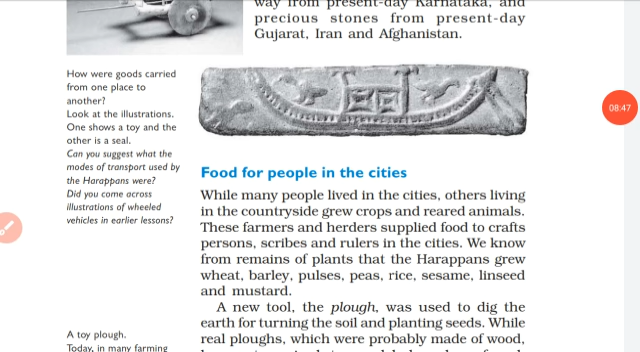 way from present-day Karnataka, and
precious stones from present-day
Gujarat, Iran and Afghanistan.
How were goods carried
from one place to
another?
Look at the illustrations.
One shows a toy and the
other is a seal.
Can you suggest what the
modes of transport used by
the Harappans were?
Did you come across
illustrations of wheeled
vehicles in earlier lessons?
08:47
Food for people in the cities
While many people lived in the cities, others living
in the countryside grew crops and reared animals.
These farmers and herders supplied food to crafts
persons, scribes and rulers in the cities. We know
from remains of plants that the Harappans grew
wheat, barley, pulses, peas, rice, sesame, linseed
and mustard.
A new tool, the plough, was used to dig the
earth for turning the soil and planting seeds. While
real ploughs, which were probably made of wood,
A toy plough.
Today, in many farming